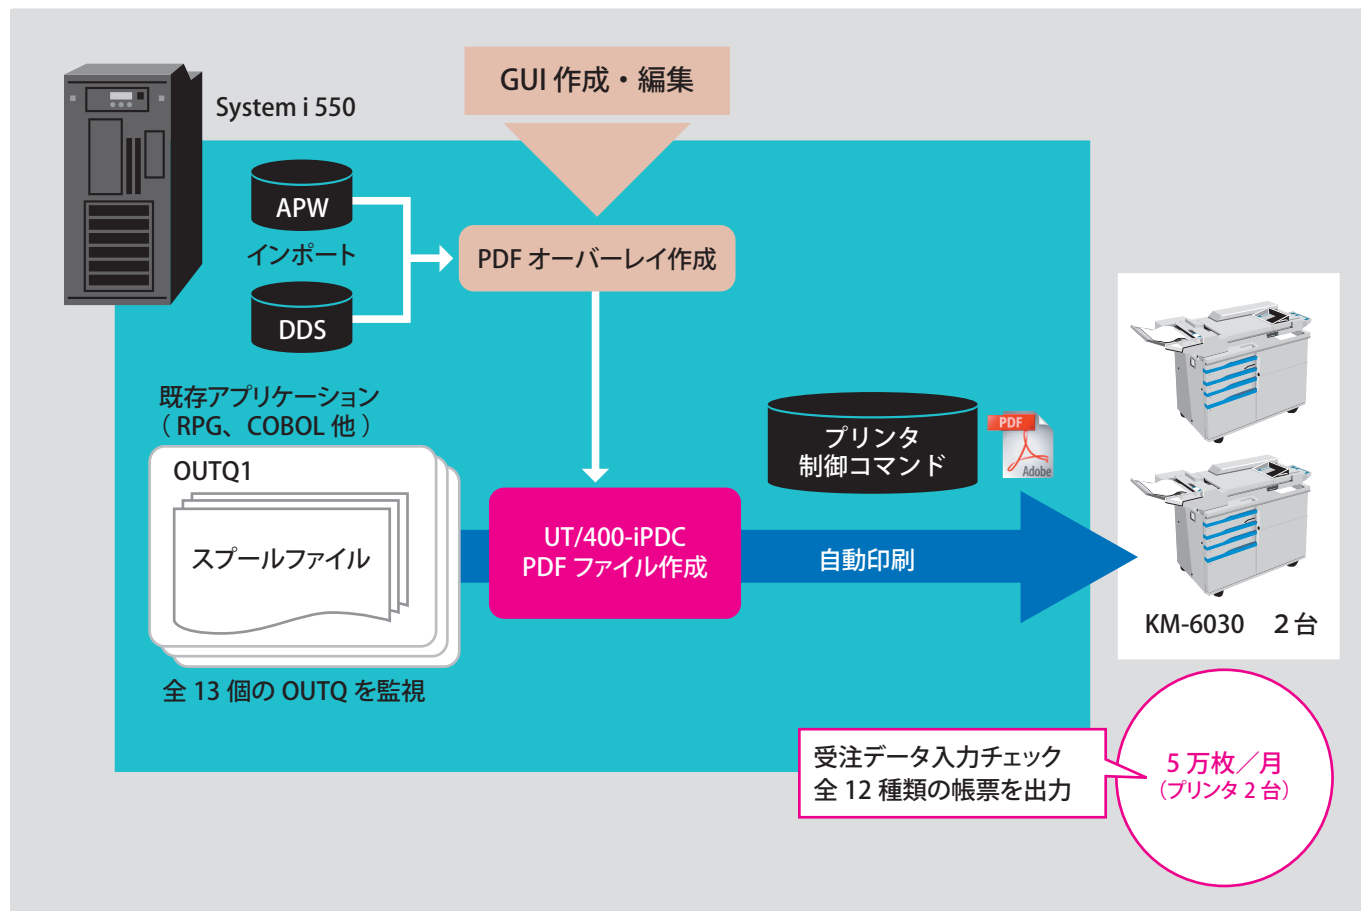 GUI 作成・編集
System i 550
APW
インポート
DDS
PDF オーバーレイ作成
既存アプリケーション
（ RPG、COBOL 他 ）
OUTQ1
スプールファイル
全 13 個の OUTQ を監視
UT/400-iPDC
PDF ファイル作成
プリンタ
制御コマンド
PDF
Adobe
自動印刷
KM-6030　2 台
受注データ入力チェック
全 12 種類の帳票を出力
5 万枚／月
（プリンタ 2 台）